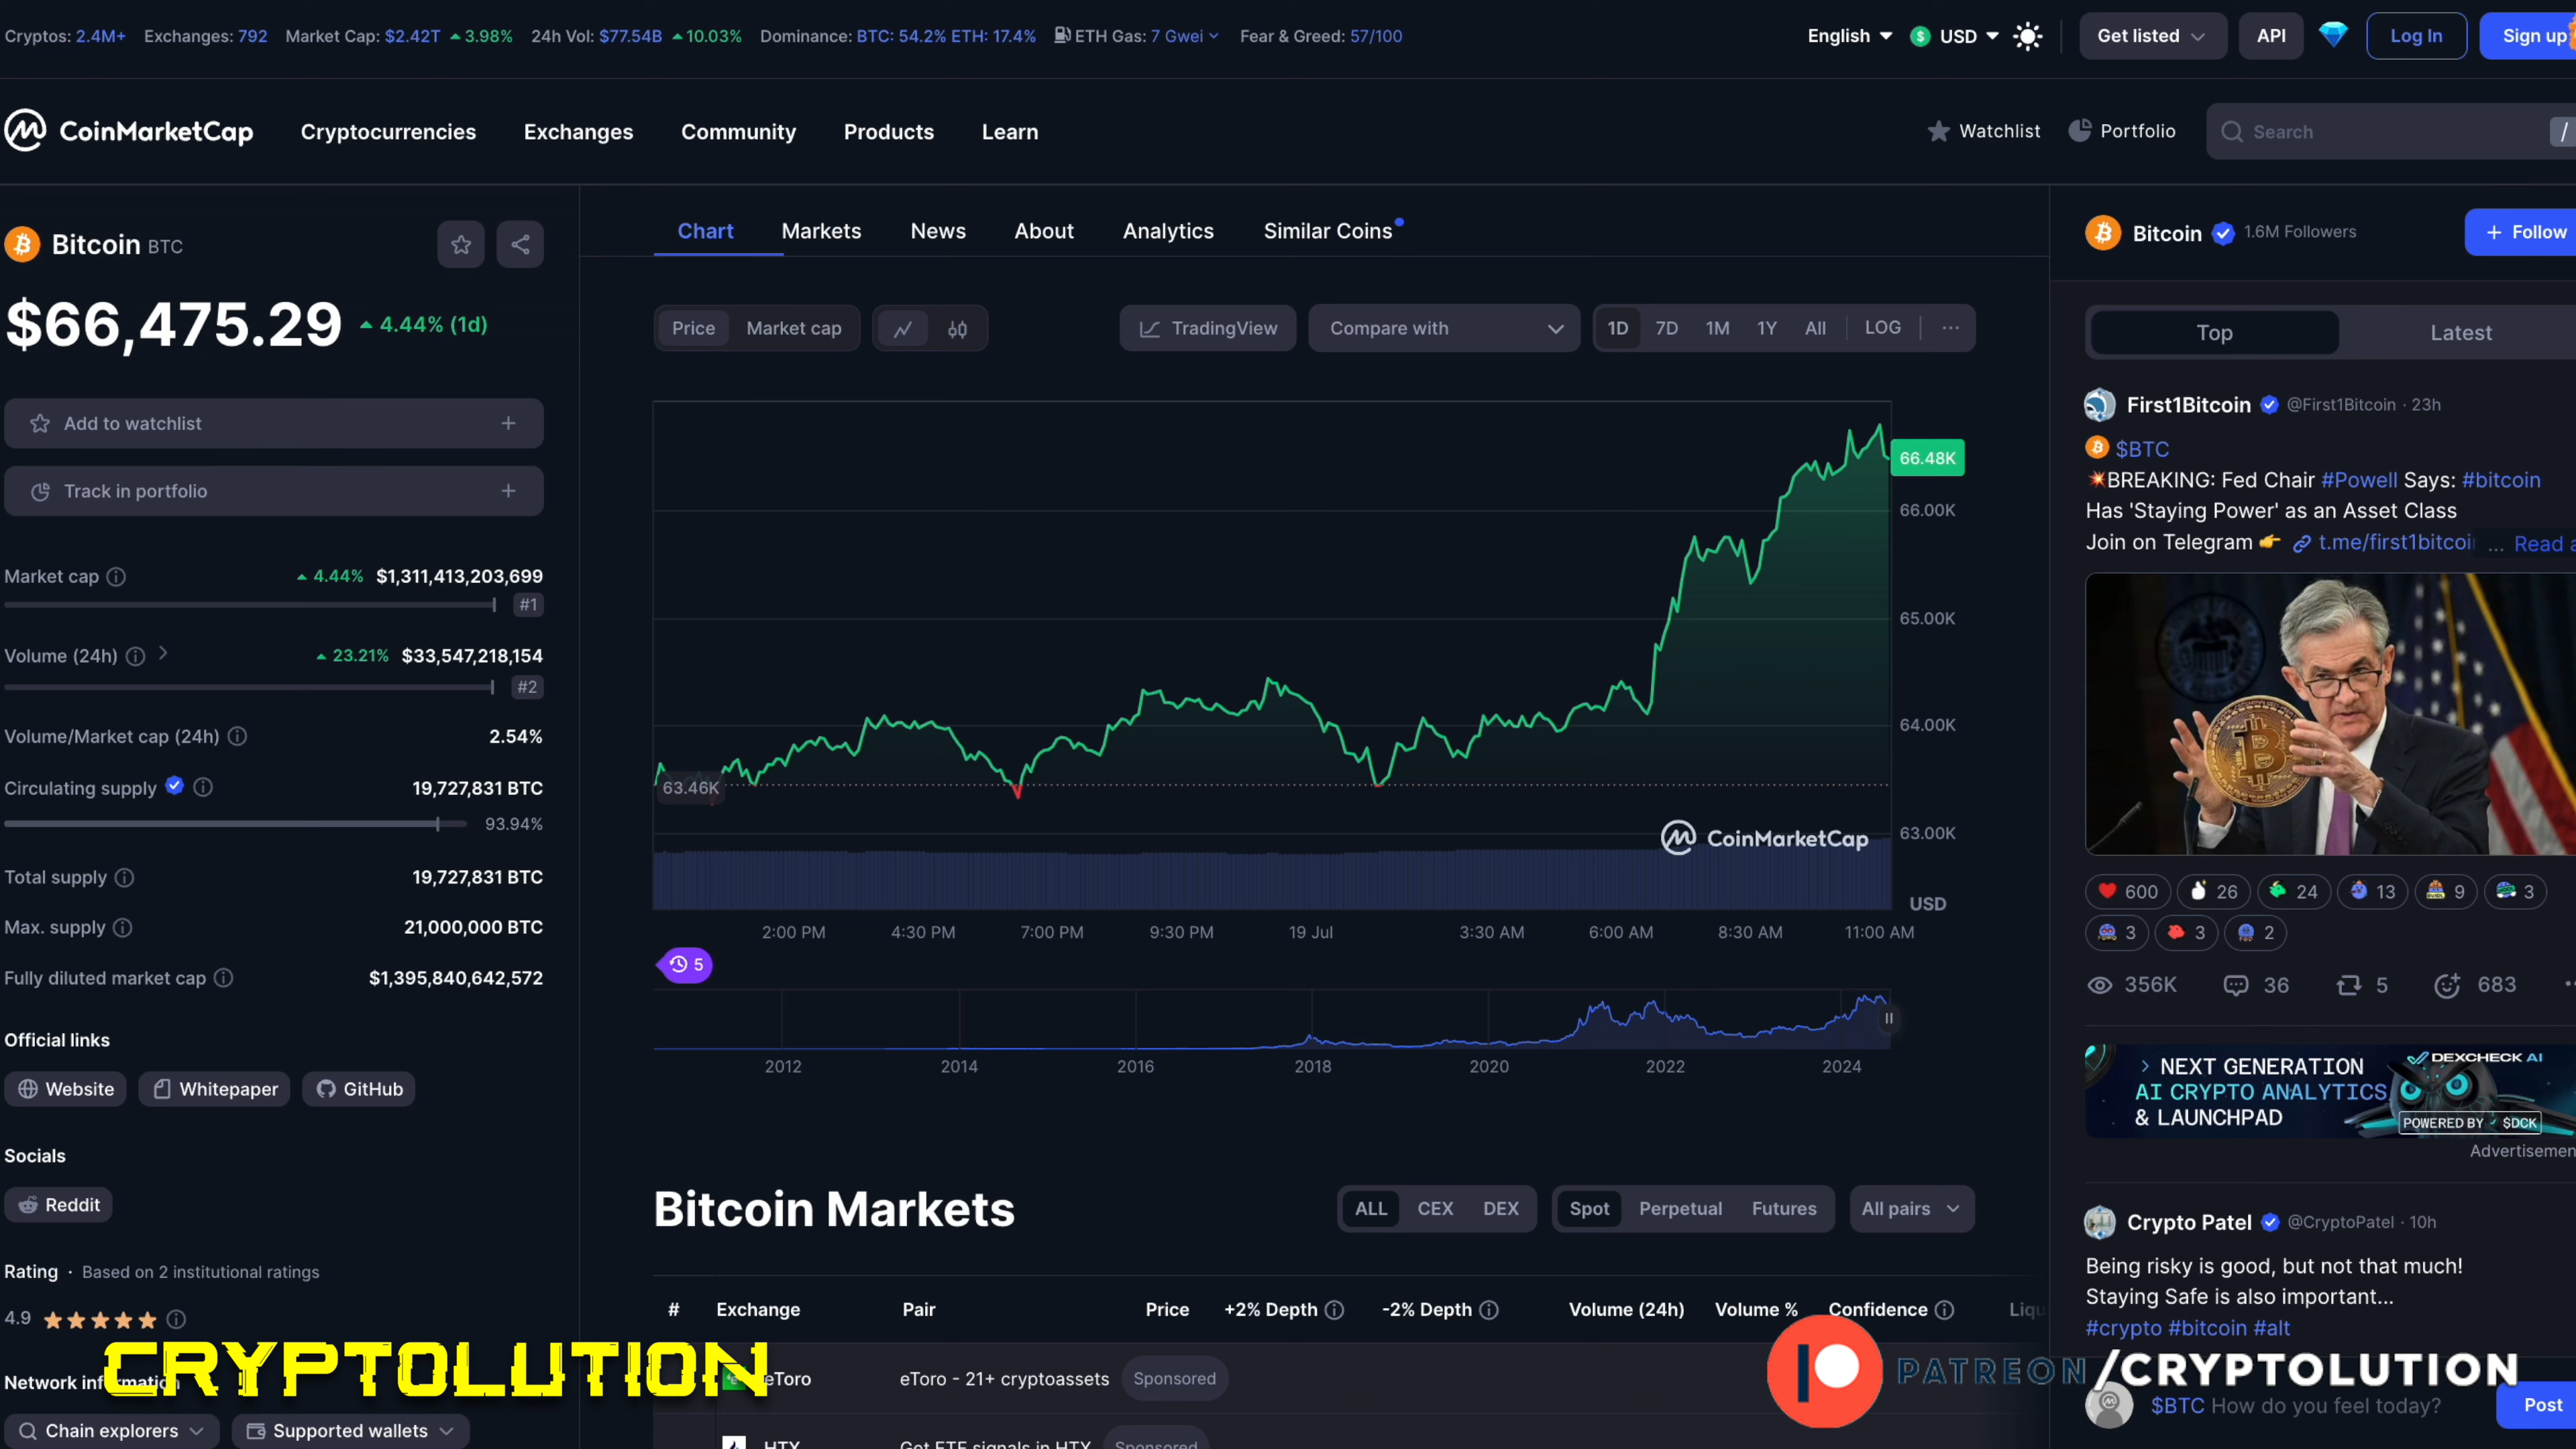 Cryptos: 2.4M+ Exchanges: 792 Market Cap: $2.42T 3.98% 24h Vol: $77.54B 10.03% Dominance: BTC: 54.2% ETH: 17.4% ETH Gas: 7 Gwei Fear & Greed: 57/100
English USD Get listed API Log In Sign up
CoinMarketCap Cryptocurrencies Exchanges Community Products Learn
Watchlist Portfolio Search /
Bitcoin BTC
$66,475.29 4.44% (1d)
Add to watchlist +
Track in portfolio +
Market cap 4.44% $1,311,413,203,699
#1
Volume (24h) 23.21% $33,547,218,154
#2
Volume/Market cap (24h) 2.54%
Circulating supply 19,727,831 BTC
93.94%
Total supply 19,727,831 BTC
Max. supply 21,000,000 BTC
Fully diluted market cap $1,395,840,642,572
Official links
Website Whitepaper GitHub
Socials
Reddit
Rating · Based on 2 institutional ratings
4.9
Network information
Chain explorers Supported wallets
Chart Markets News About Analytics Similar Coins
Price Market cap TradingView Compare with 1D 7D 1M 1Y All LOG ...
66.48K
66.00K
65.00K
64.00K
63.46K
63.00K
CoinMarketCap
USD
2:00 PM 4:30 PM 7:00 PM 9:30 PM 19 Jul 3:30 AM 6:00 AM 8:30 AM 11:00 AM
5
2012 2014 2016 2018 2020 2022 2024
Bitcoin Markets
ALL CEX DEX Spot Perpetual Futures All pairs
# Exchange Pair Price +2% Depth -2% Depth Volume (24h) Volume % Confidence
eToro eToro - 21+ cryptoassets Sponsored
HTX Get ETF signals in HTX Sponsored
Bitcoin 1.6M Followers + Follow
Top Latest
First1Bitcoin @First1Bitcoin · 23h
$BTC
BREAKING: Fed Chair #Powell Says: #bitcoin
Has 'Staying Power' as an Asset Class
Join on Telegram t.me/first1bitcoi ... Read
600 26 24 13 9 3
3 3 2
356K 36 5 683
> NEXT GENERATION
AI CRYPTO ANALYTICS
& LAUNCHPAD
DEXCHECK AI
POWERED BY $DCK
Crypto Patel @CryptoPatel · 10h
Being risky is good, but not that much!
Staying Safe is also important...
#crypto #bitcoin #alt
$BTC How do you feel today? Post
CRYPTOLUTION
PATREON /CRYPTOLUTION